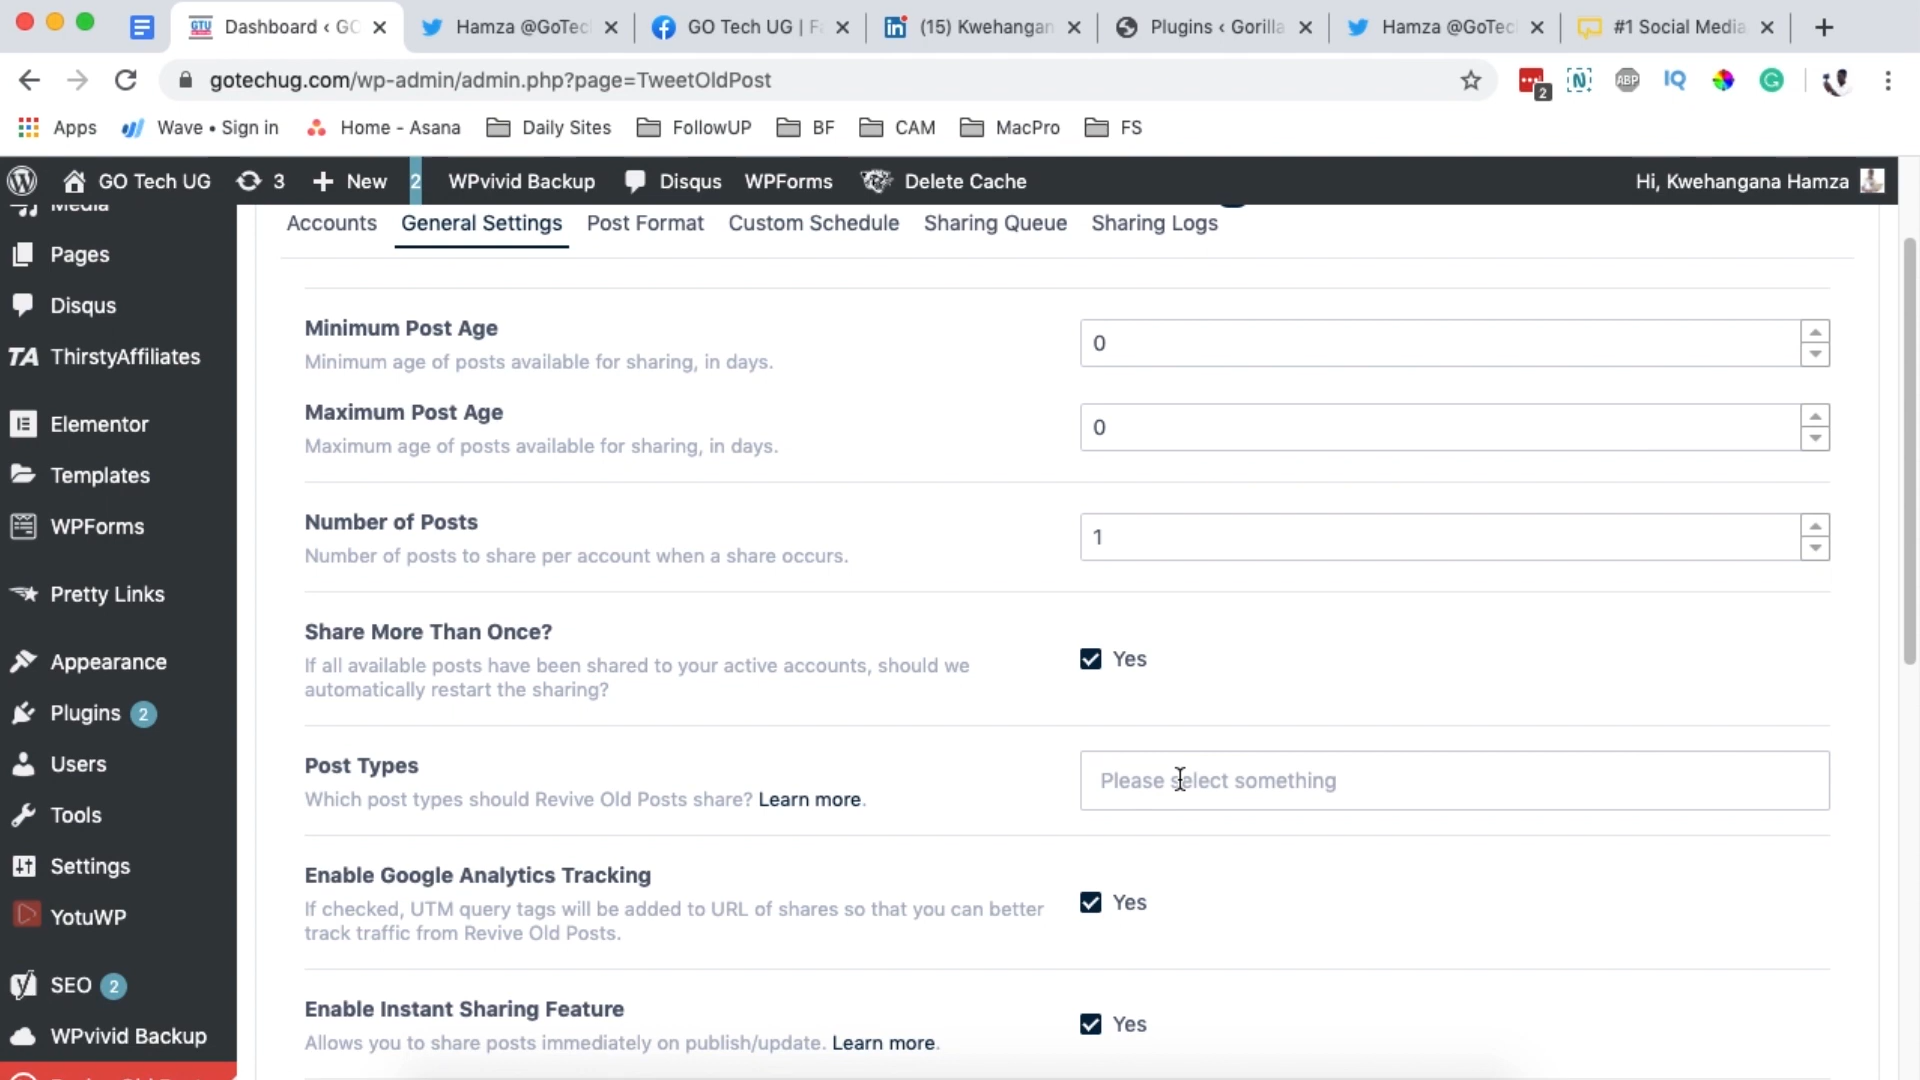 Dashboard ‹ GO
Hamza @GoTec
GO Tech UG | F
(15) Kwehangan
Plugins ‹ Gorilla
Hamza @GoTec
#1 Social Media
gotechug.com/wp-admin/admin.php?page=TweetOldPost
2
ABP
IQ
Apps
Wave • Sign in
Home - Asana
Daily Sites
FollowUP
BF
CAM
MacPro
FS
GO Tech UG
3
New
2
WPvivid Backup
Disqus
WPForms
Delete Cache
Hi, Kwehangana Hamza
Media
Pages
Disqus
TA ThirstyAffiliates
Elementor
Templates
WPForms
Pretty Links
Appearance
Plugins 2
Users
Tools
Settings
YotuWP
SEO 2
WPvivid Backup
Accounts
General Settings
Post Format
Custom Schedule
Sharing Queue
Sharing Logs
Minimum Post Age
Minimum age of posts available for sharing, in days.
0
Maximum Post Age
Maximum age of posts available for sharing, in days.
0
Number of Posts
Number of posts to share per account when a share occurs.
1
Share More Than Once?
If all available posts have been shared to your active accounts, should we
automatically restart the sharing?
Yes
Post Types
Which post types should Revive Old Posts share? Learn more.
Please select something
Enable Google Analytics Tracking
If checked, UTM query tags will be added to URL of shares so that you can better
track traffic from Revive Old Posts.
Yes
Enable Instant Sharing Feature
Allows you to share posts immediately on publish/update. Learn more.
Yes